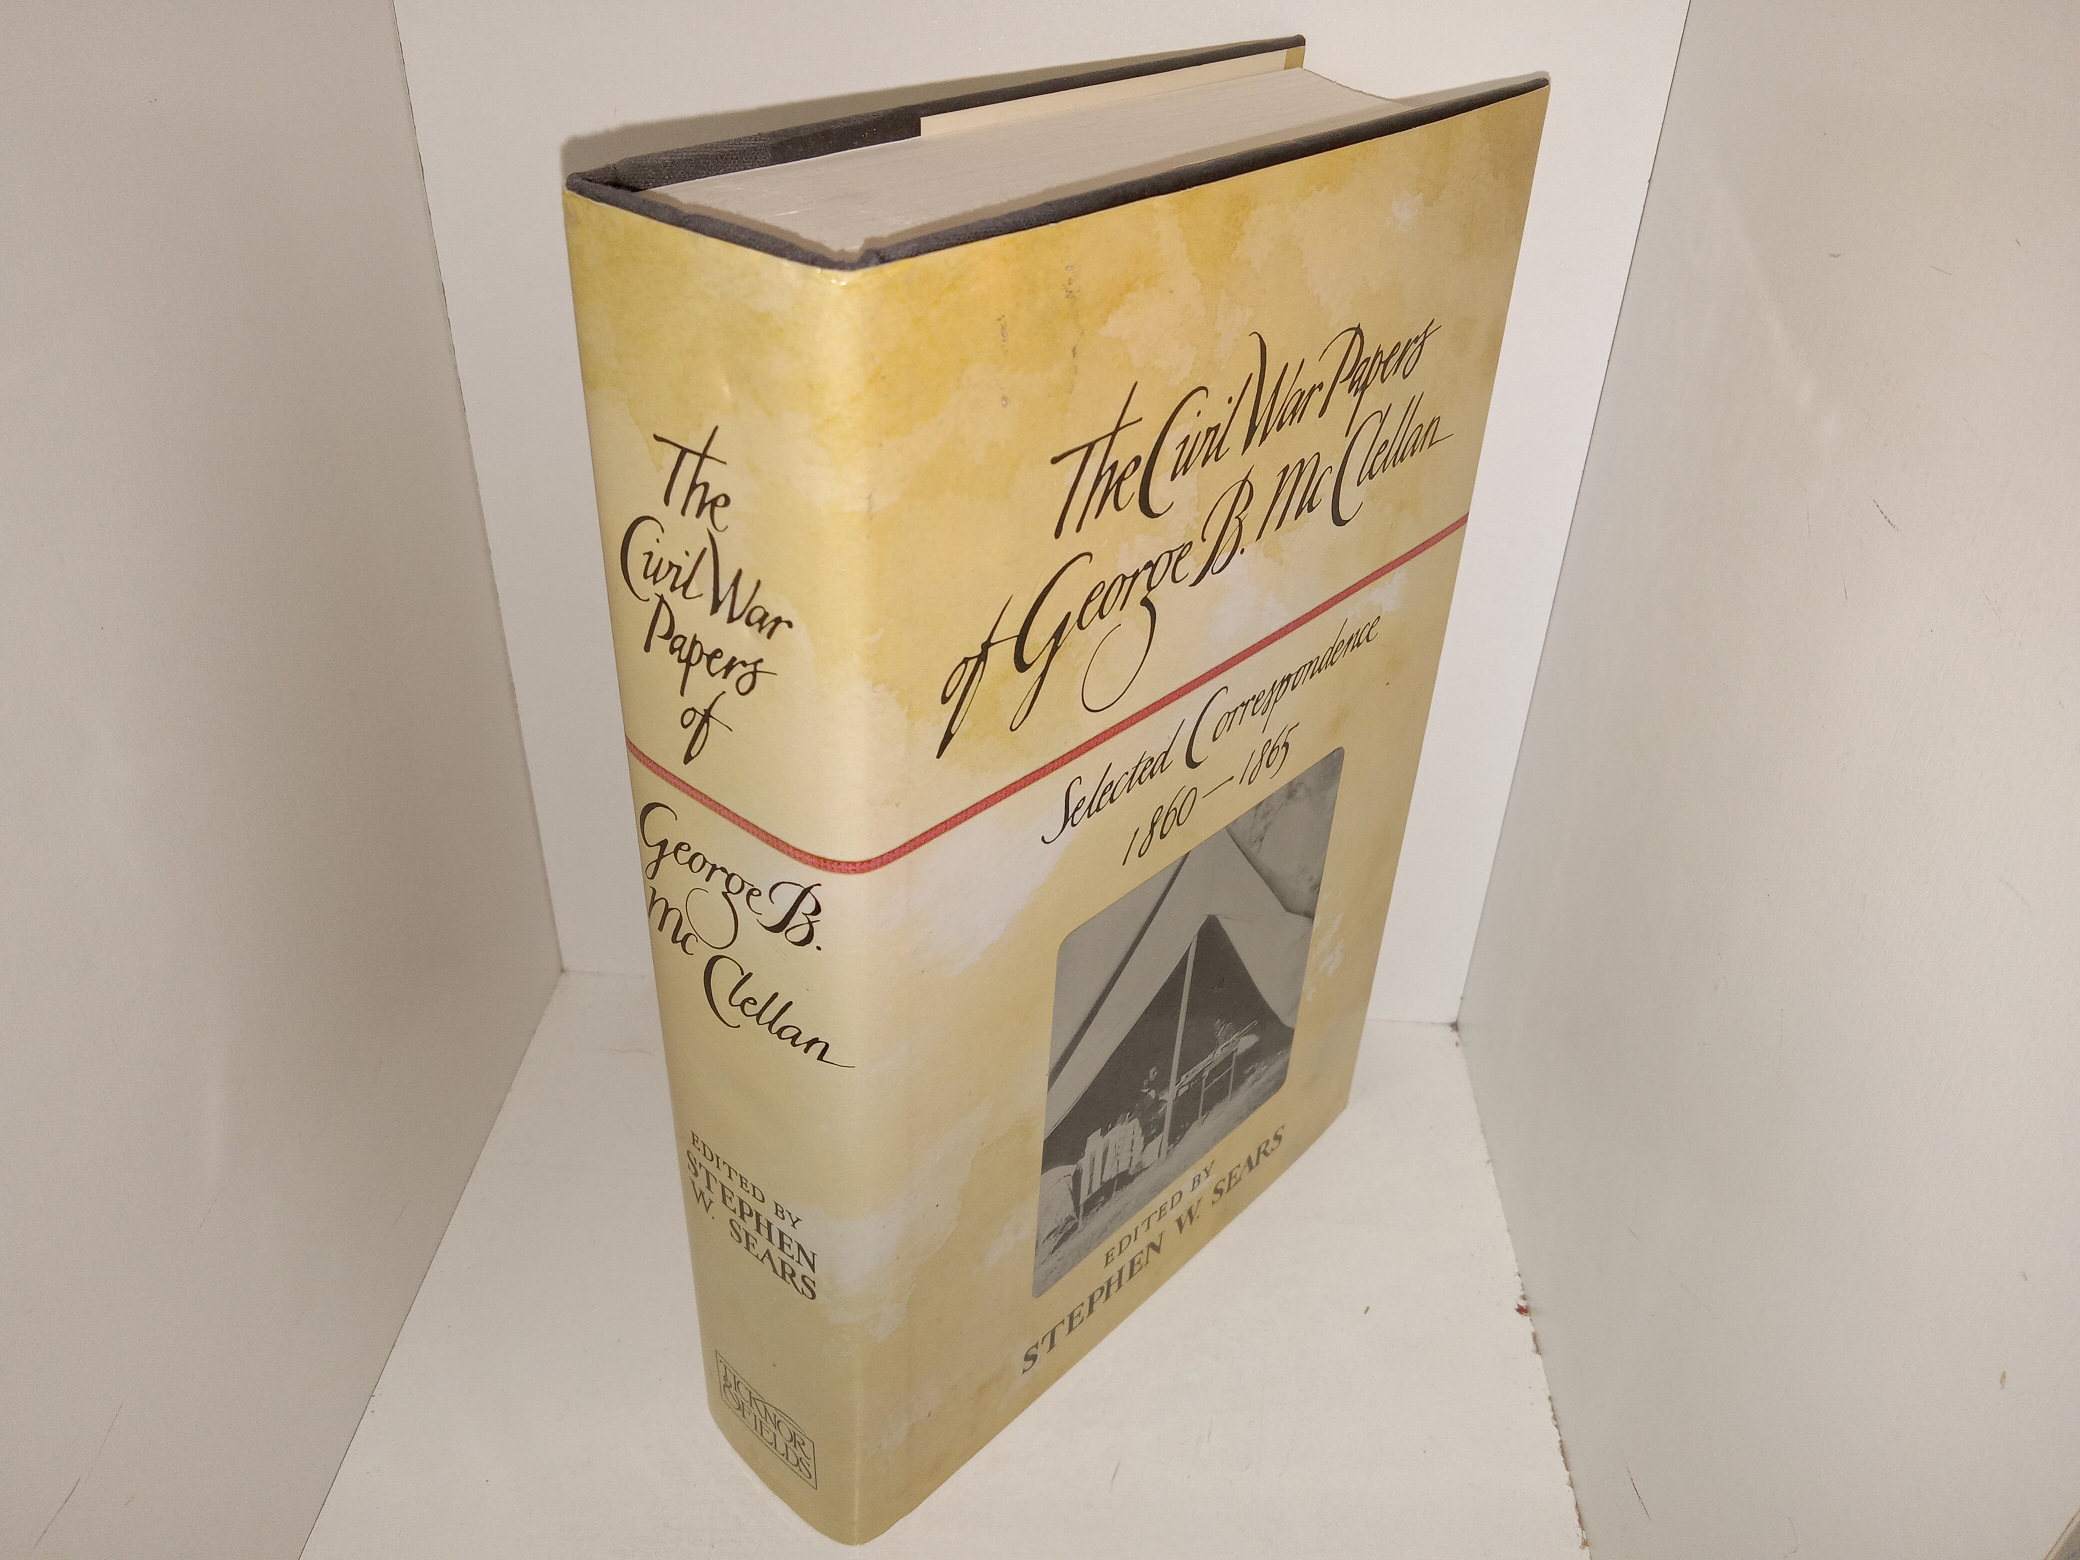 The
Civil War
Papers
of
George B.
McClellan
EDITED BY
STEPHEN
W. SEARS
TICKNOR
& FIELDS
The Civil War Papers
of George B. McClellan
Selected Correspondence
1860—1865
EDITED BY
STEPHEN W. SEARS